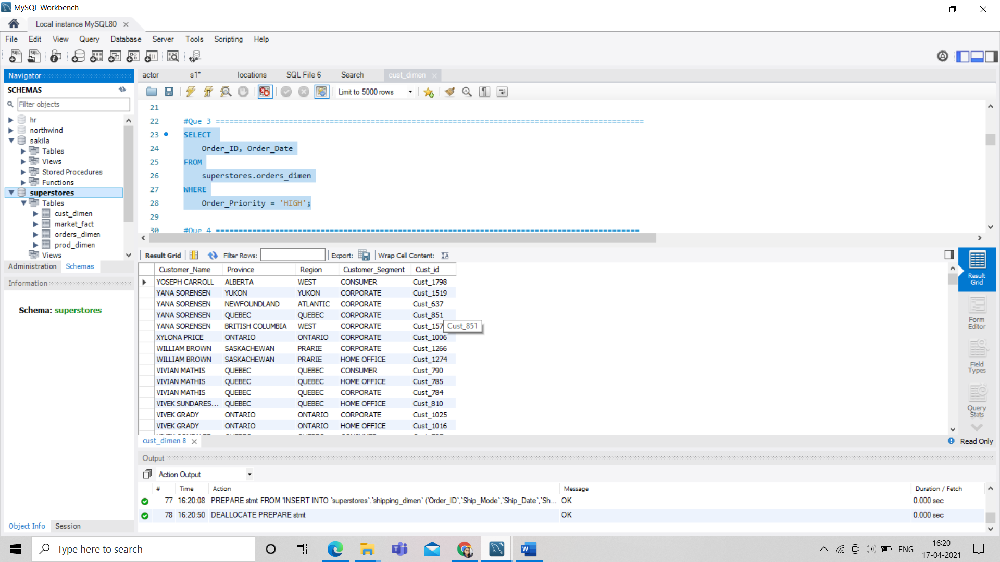 MySQL Workbench
Local instance MySQL80
File Edit View Query Database Server Tools Scripting Help
Navigator
SCHEMAS
Filter objects
hr
northwind
sakila
Tables
Views
Stored Procedures
Functions
superstores
Tables
cust_dimen
market_fact
orders_dimen
prod_dimen
Views
Administration Schemas
Information
Schema: superstores
Object Info Session
actor s1* locations SQL File 6 Search cust_dimen
Limit to 5000 rows
21
22 #Que 3 ==============================================================================================
23 SELECT
24 Order_ID, Order_Date
25 FROM
26 superstores.orders_dimen
27 WHERE
28 Order_Priority = 'HIGH';
29
30 #Que 4 =============================================================================================
Result Grid Filter Rows: Export: Wrap Cell Content:
Customer_Name Province Region Customer_Segment Cust_id
YOSEPH CARROLL ALBERTA WEST CONSUMER Cust_1798
YANA SORENSEN YUKON YUKON CORPORATE Cust_1519
YANA SORENSEN NEWFOUNDLAND ATLANTIC CORPORATE Cust_637
YANA SORENSEN QUEBEC QUEBEC CORPORATE Cust_851
YANA SORENSEN BRITISH COLUMBIA WEST CORPORATE Cust_157
Cust_851
XYLONA PRICE ONTARIO ONTARIO CORPORATE Cust_1006
WILLIAM BROWN SASKACHEWAN PRARIE CORPORATE Cust_1266
WILLIAM BROWN SASKACHEWAN PRARIE HOME OFFICE Cust_1274
VIVIAN MATHIS QUEBEC QUEBEC CONSUMER Cust_790
VIVIAN MATHIS QUEBEC QUEBEC HOME OFFICE Cust_785
VIVIAN MATHIS QUEBEC QUEBEC CORPORATE Cust_784
VIVEK SUNDARES... QUEBEC QUEBEC HOME OFFICE Cust_810
VIVEK GRADY ONTARIO ONTARIO CORPORATE Cust_1025
VIVEK GRADY ONTARIO ONTARIO HOME OFFICE Cust_1016
Result
Grid
Form
Editor
Field
Types
Query
Stats
cust_dimen 8
Read Only
Output
Action Output
# Time Action Message Duration / Fetch
77 16:20:08 PREPARE stmt FROM 'INSERT INTO `superstores`.`shipping_dimen` (`Order_ID`,`Ship_Mode`,`Ship_Date`,`Sh... OK 0.000 sec
78 16:20:50 DEALLOCATE PREPARE stmt OK 0.000 sec
Type here to search
ENG
16:20
17-04-2021